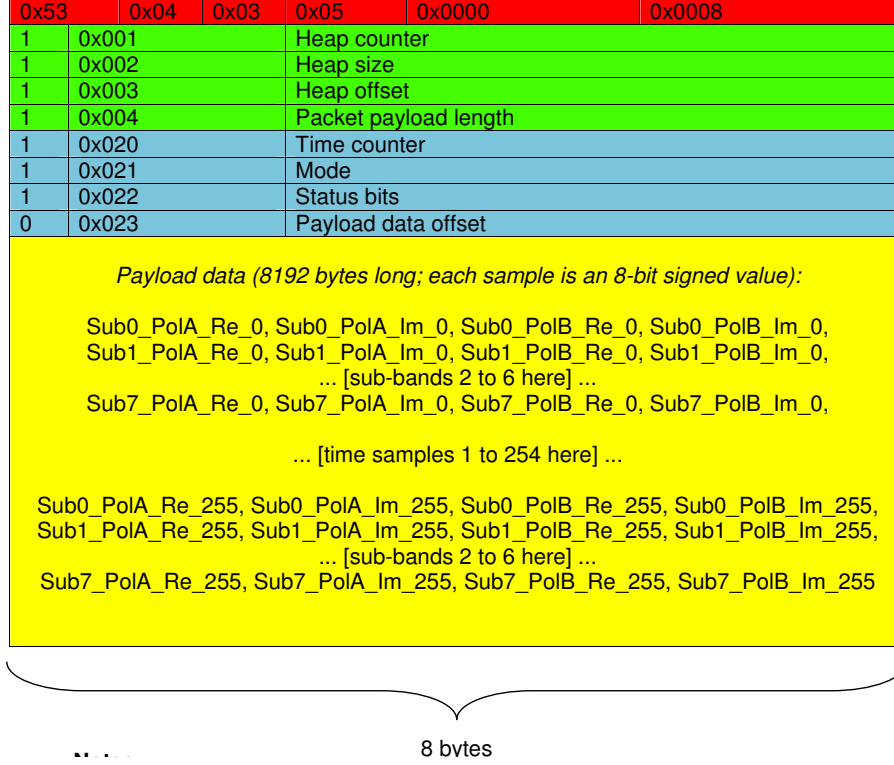 0x53 0x04 0x03 0x05 0x0000 0x0008
1 0x001 Heap counter
1 0x002 Heap size
1 0x003 Heap offset
1 0x004 Packet payload length
1 0x020 Time counter
1 0x021 Mode
1 0x022 Status bits
0 0x023 Payload data offset
Payload data (8192 bytes long; each sample is an 8-bit signed value):
Sub0_PolA_Re_0, Sub0_PolA_Im_0, Sub0_PolB_Re_0, Sub0_PolB_Im_0,
Sub1_PolA_Re_0, Sub1_PolA_Im_0, Sub1_PolB_Re_0, Sub1_PolB_Im_0,
... [sub-bands 2 to 6 here] ...
Sub7_PolA_Re_0, Sub7_PolA_Im_0, Sub7_PolB_Re_0, Sub7_PolB_Im_0,
... [time samples 1 to 254 here] ...
Sub0_PolA_Re_255, Sub0_PolA_Im_255, Sub0_PolB_Re_255, Sub0_PolB_Im_255,
Sub1_PolA_Re_255, Sub1_PolA_Im_255, Sub1_PolB_Re_255, Sub1_PolB_Im_255,
... [sub-bands 2 to 6 here] ...
Sub7_PolA_Re_255, Sub7_PolA_Im_255, Sub7_PolB_Re_255, Sub7_PolB_Im_255
8 bytes